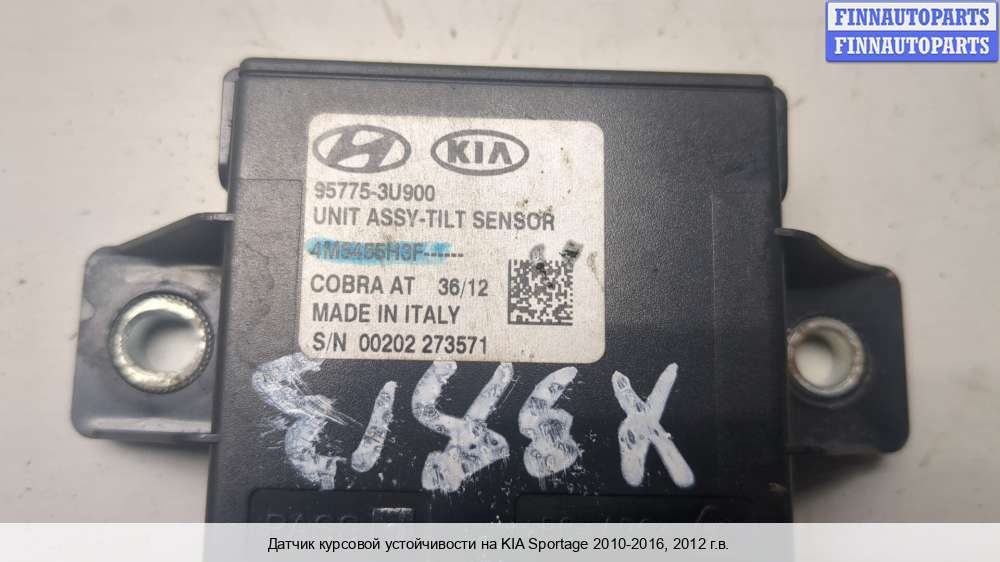 FINNAUTOPARTS
FINNAUTOPARTS
KIA
95775-3U900
UNIT ASSY-TILT SENSOR
COBRA AT 36/12
MADE IN ITALY
S/N 00202 273571
Датчик курсовой устойчивости на KIA Sportage 2010-2016, 2012 г.в.